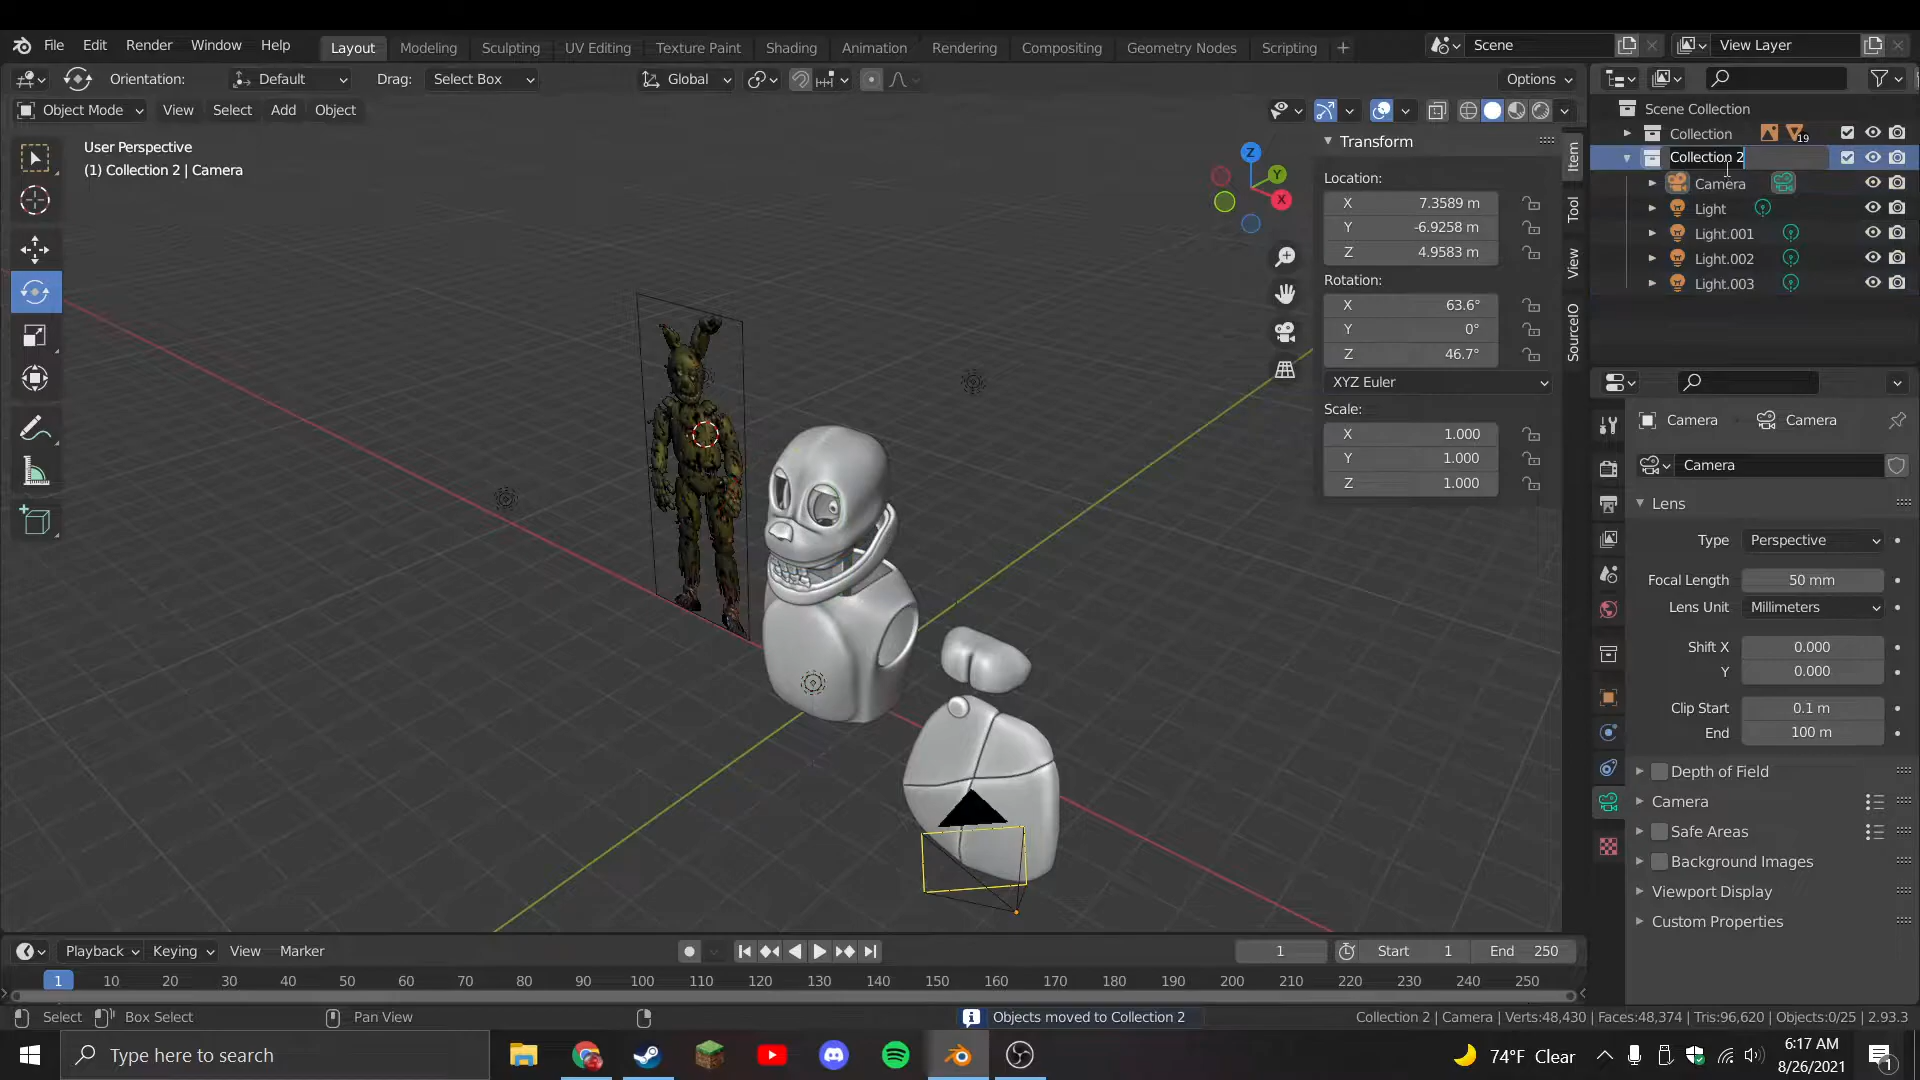 File Edit Render Window Help Layout Modeling Sculpting UV Editing Texture Paint Shading Animation Rendering Compositing Geometry Nodes Scripting + Scene View Layer
Orientation: Default Drag: Select Box Global Options
Object Mode View Select Add Object
User Perspective
(1) Collection 2 | Camera
Z
Y
X
Transform
Location:
X 7.3589 m
Y -6.9258 m
Z 4.9583 m
Rotation:
X 63.6°
Y 0°
Z 46.7°
XYZ Euler
Scale:
X 1.000
Y 1.000
Z 1.000
Item
Tool
View
SourceIO
Scene Collection
Collection 19
Collection 2
Camera
Light
Light.001
Light.002
Light.003
Camera Camera
Camera
Lens
Type Perspective
Focal Length 50 mm
Lens Unit Millimeters
Shift X 0.000
Y 0.000
Clip Start 0.1 m
End 100 m
Depth of Field
Camera
Safe Areas
Background Images
Viewport Display
Custom Properties
Playback Keying View Marker 1 Start 1 End 250
1 10 20 30 40 50 60 70 80 90 100 110 120 130 140 150 160 170 180 190 200 210 220 230 240 250
Select Box Select Pan View Objects moved to Collection 2 Collection 2 | Camera | Verts:48,430 | Faces:48,374 | Tris:96,620 | Objects:0/25 | 2.93.3
Type here to search 74°F Clear 6:17 AM
8/26/2021 1